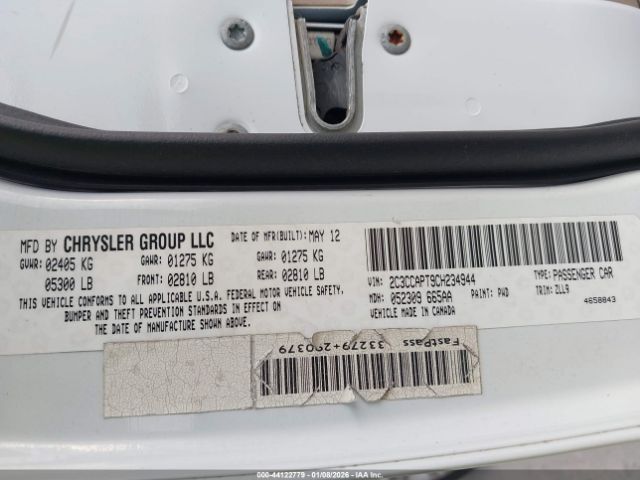 MFD BY CHRYSLER GROUP LLC DATE OF MFR(BUILT): MAY 12
GVWR: 02405 KG GAWR: 01275 KG GAWR: 01275 KG
05300 LB FRONT: 02810 LB REAR: 02810 LB
THIS VEHICLE CONFORMS TO ALL APPLICABLE U.S.A. FEDERAL MOTOR VEHICLE SAFETY,
BUMPER AND THEFT PREVENTION STANDARDS IN EFFECT ON
THE DATE OF MANUFACTURE SHOWN ABOVE.
VIN: 2C3CCAPT9CH234944 TYPE: PASSENGER CAR
MDH: 052309 665AA PAINT: PWD TRIM: ZLL9
VEHICLE MADE IN CANADA 4658843
FastPass
33279+290379
000-44122779 - 01/08/2026 - IAA Inc.